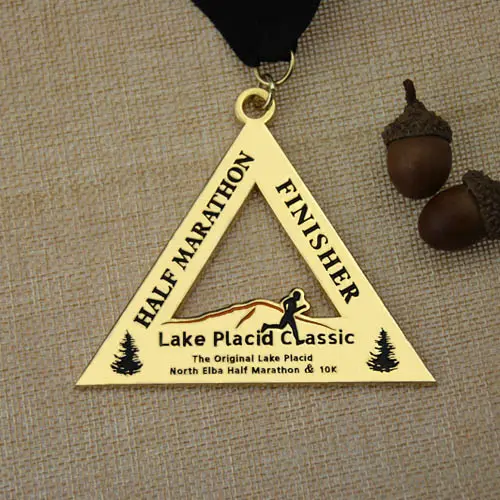 HALF MARATHON
FINISHER
Lake Placid Classic
The Original Lake Placid
North Elba Half Marathon & 10K